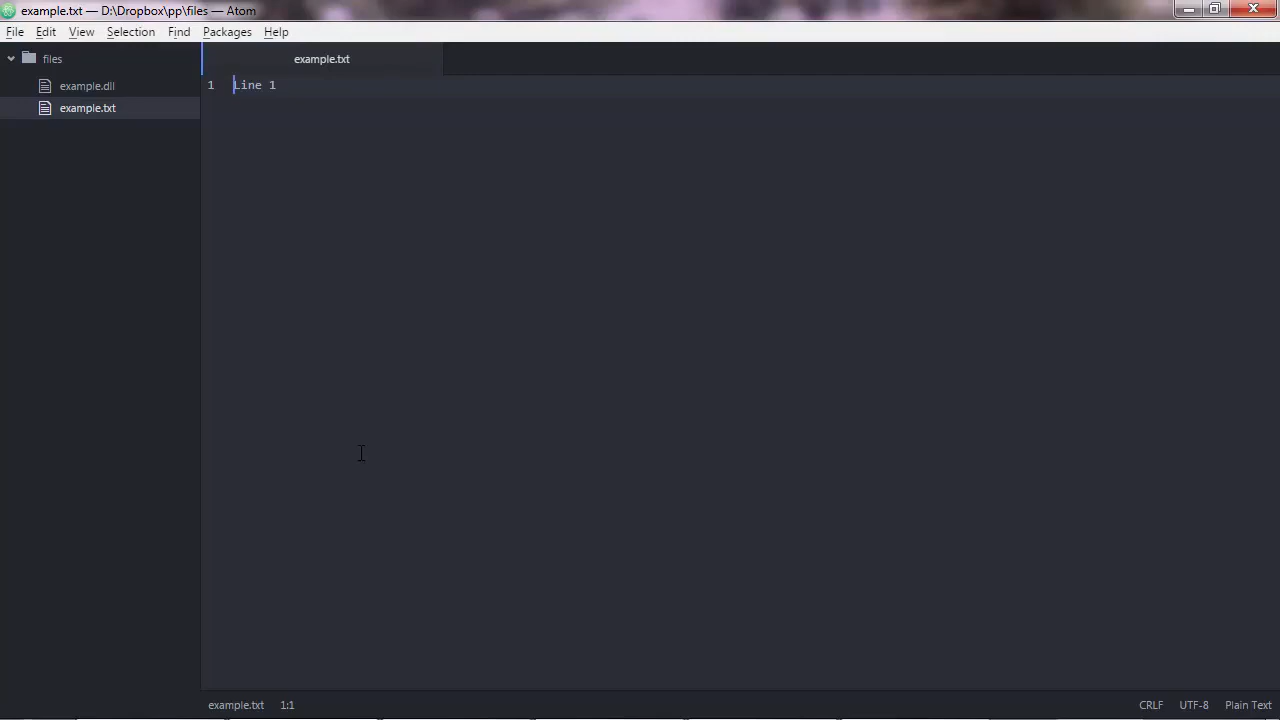 example.txt — D:\Dropbox\pp\files — Atom
File Edit View Selection Find Packages Help
files
example.dll
example.txt
example.txt
1 Line 1
example.txt 1:1
CRLF UTF-8 Plain Text